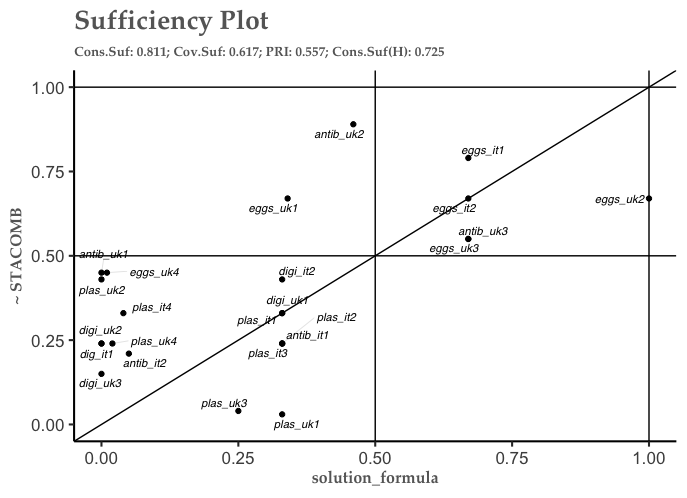 Sufficiency Plot
Cons.Suf: 0.811; Cov.Suf: 0.617; PRI: 0.557; Cons.Suf(H): 0.725
1.00
antib_uk2
eggs_it1
0.75
eggs_uk1
eggs_it2
eggs_uk2
antib_uk3
eggs_uk3
0.50
antib_uk1
eggs_uk4
digi_it2
plas_uk2
digi_uk1
plas_it4
plas_it1
plas_it2
digi_uk2
antib_it1
plas_uk4
0.25
dig_it1
plas_it3
antib_it2
digi_uk3
plas_uk3
plas_uk1
0.00
~ STACOMB
0.00
0.25
0.50
0.75
1.00
solution_formula